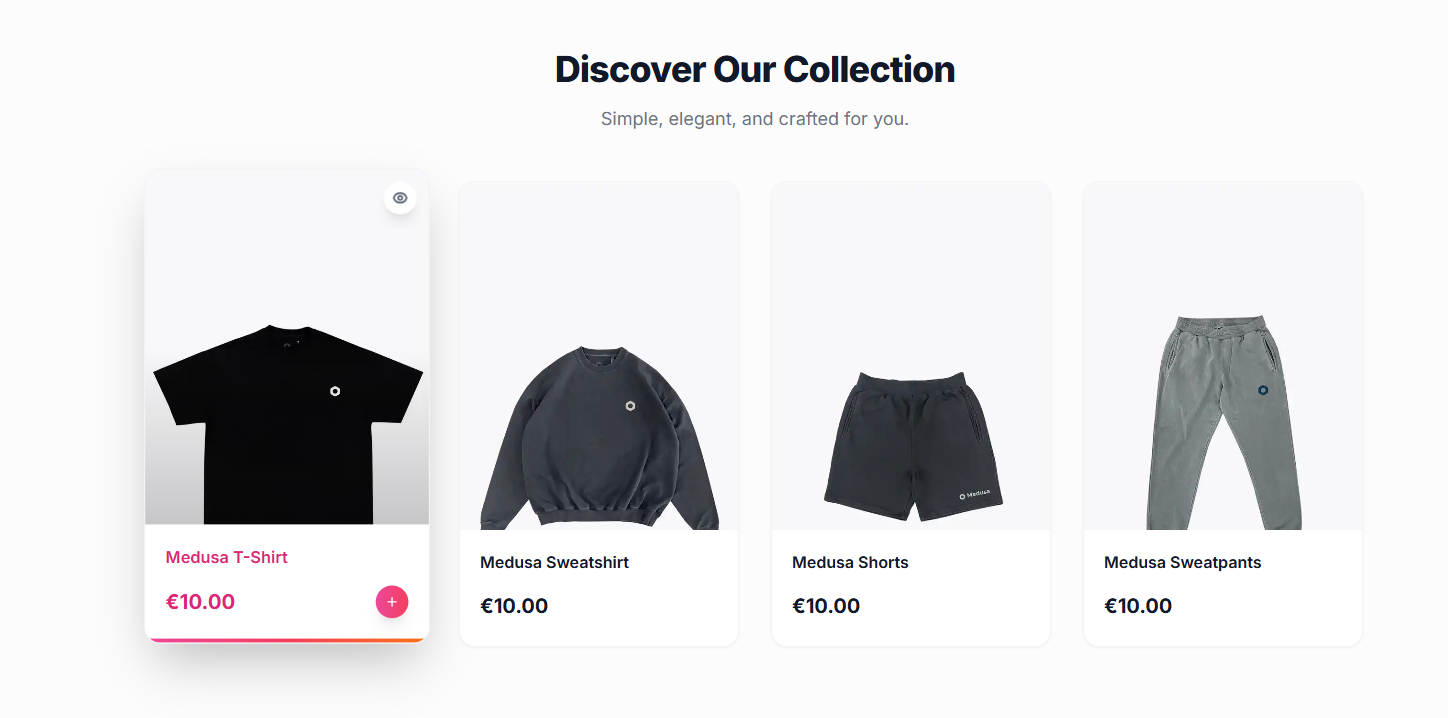 Discover Our Collection
Simple, elegant, and crafted for you.
Medusa
Medusa T-Shirt
Medusa Sweatshirt
Medusa Shorts
Medusa Sweatpants
€10.00
+
€10.00
€10.00
€10.00